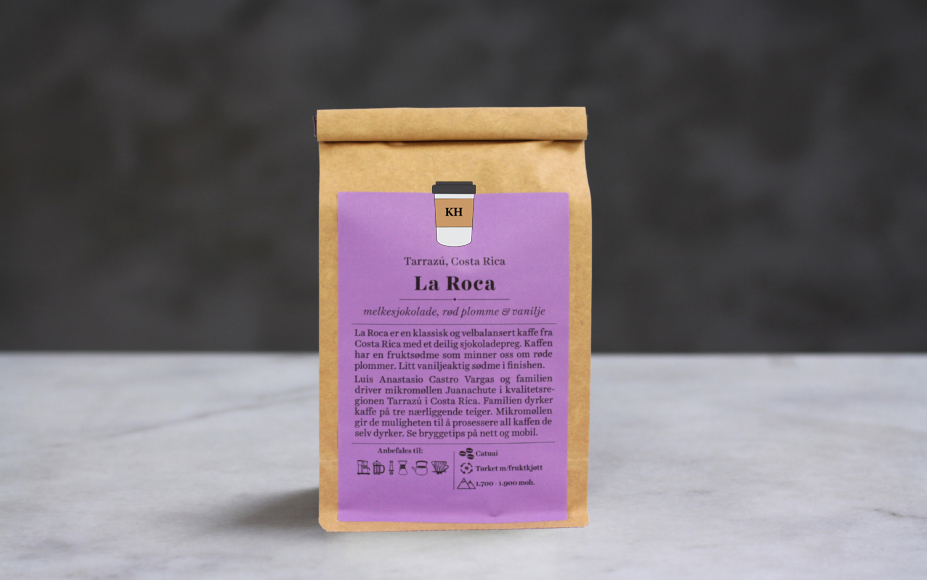 KH
Tarrazú, Costa Rica
La Roca
melkesjokolade, rød plomme & vanilje
La Roca er en klassisk og velbalansert kaffe fra
Costa Rica med et deilig sjokoladepreg. Kaffen
har en fruktsødme som minner oss om røde
plommer. Litt vaniljeaktig sødme i finishen.
Luis Anastasio Castro Vargas og familien
driver mikromøllen Juanachute i kvalitetsre-
gionen Tarrazú i Costa Rica. Familien dyrker
kaffe på tre nærliggende teiger. Mikromøllen
gir de muligheten til å prosessere all kaffen de
selv dyrker. Se bryggetips på nett og mobil.
Anbefales til:
Catuai
Tørket m/fruktkjøtt
1.700 - 1.900 moh.